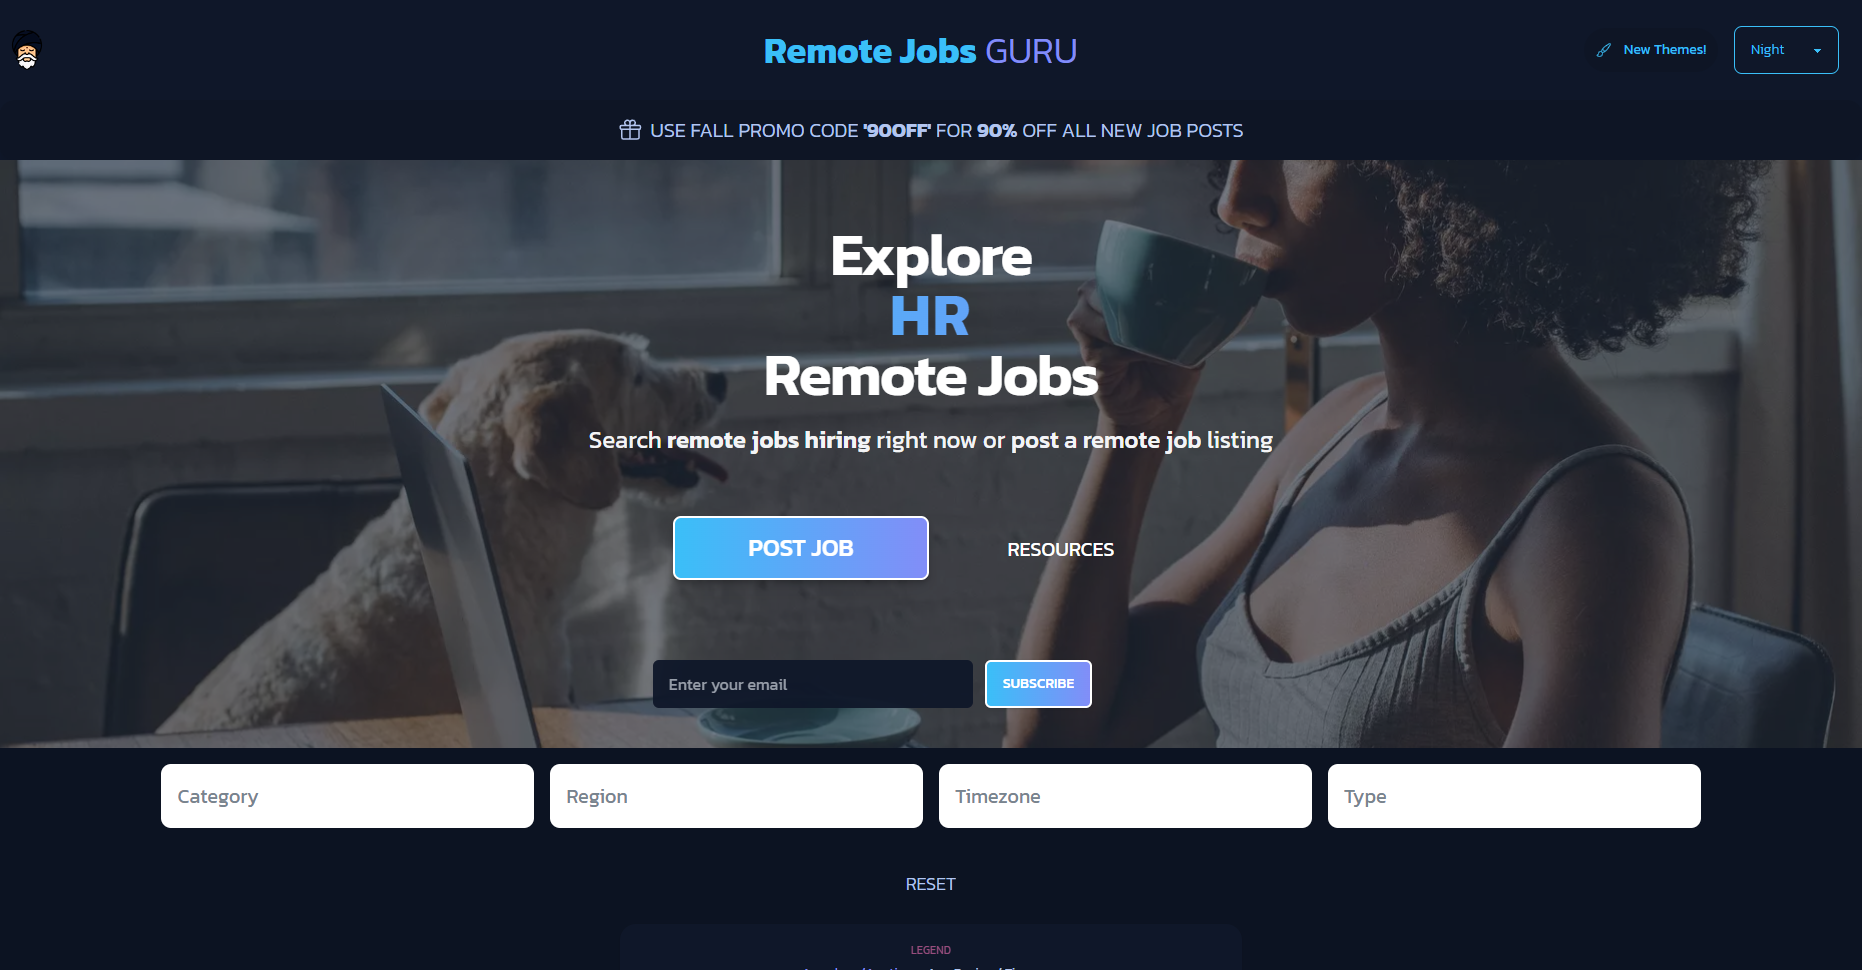 Remote Jobs GURU
New Themes!
Night
USE FALL PROMO CODE '90OFF' FOR 90% OFF ALL NEW JOB POSTS
Explore
HR
Remote Jobs
Search remote jobs hiring right now or post a remote job listing
POST JOB
RESOURCES
Enter your email
SUBSCRIBE
Category
Region
Timezone
Type
RESET
LEGEND